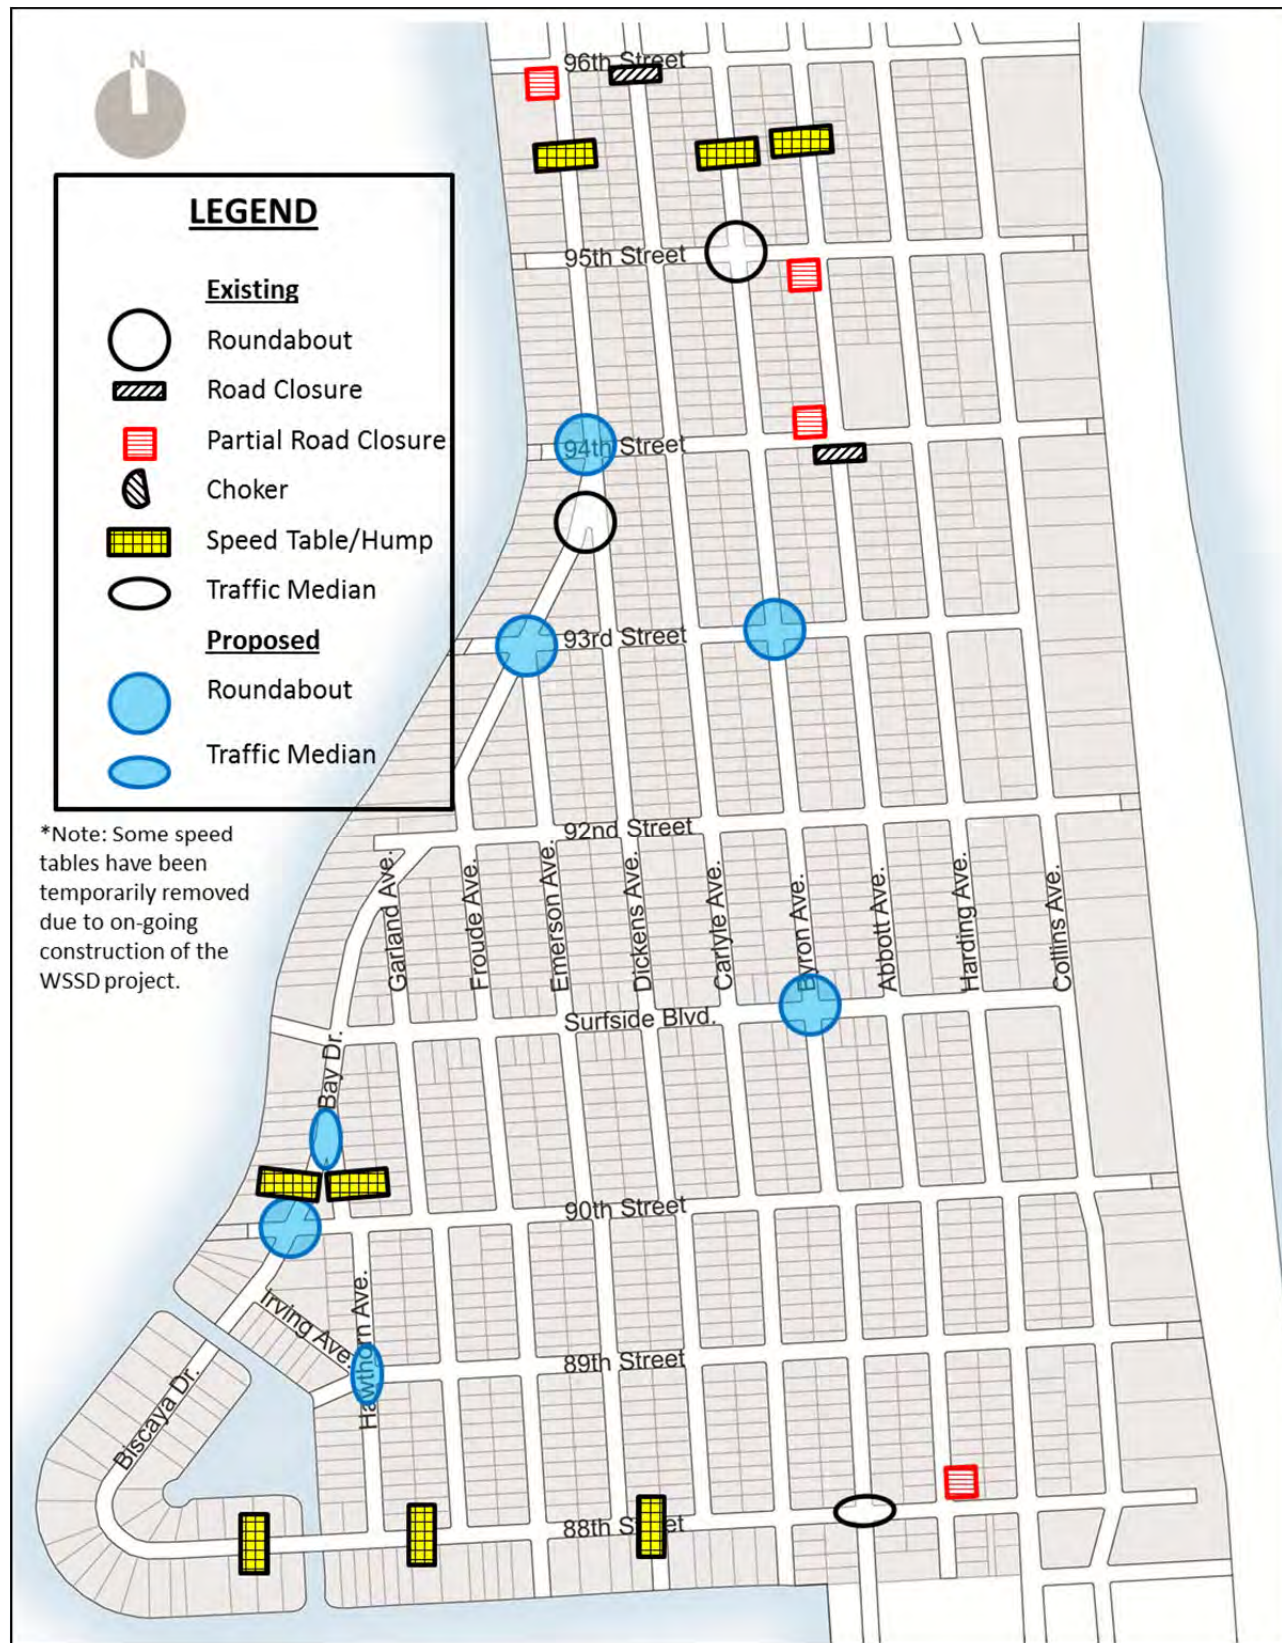 N
LEGEND
Existing
Roundabout
Road Closure
Partial Road Closure
Choker
Speed Table/Hump
Traffic Median
Proposed
Roundabout
Traffic Median
*Note: Some speed
tables have been
temporarily removed
due to on-going
construction of the
WSSD project.
96th Street
95th Street
94th Street
93rd Street
92nd Street
Garland Ave.
Froude Ave.
Emerson Ave.
Dickens Ave.
Carlyle Ave.
Byron Ave.
Abbott Ave.
Harding Ave.
Collins Ave.
Surfside Blvd.
Bay Dr.
90th Street
Irving Ave.
Hawthorn Ave.
89th Street
Biscaya Dr.
88th Street